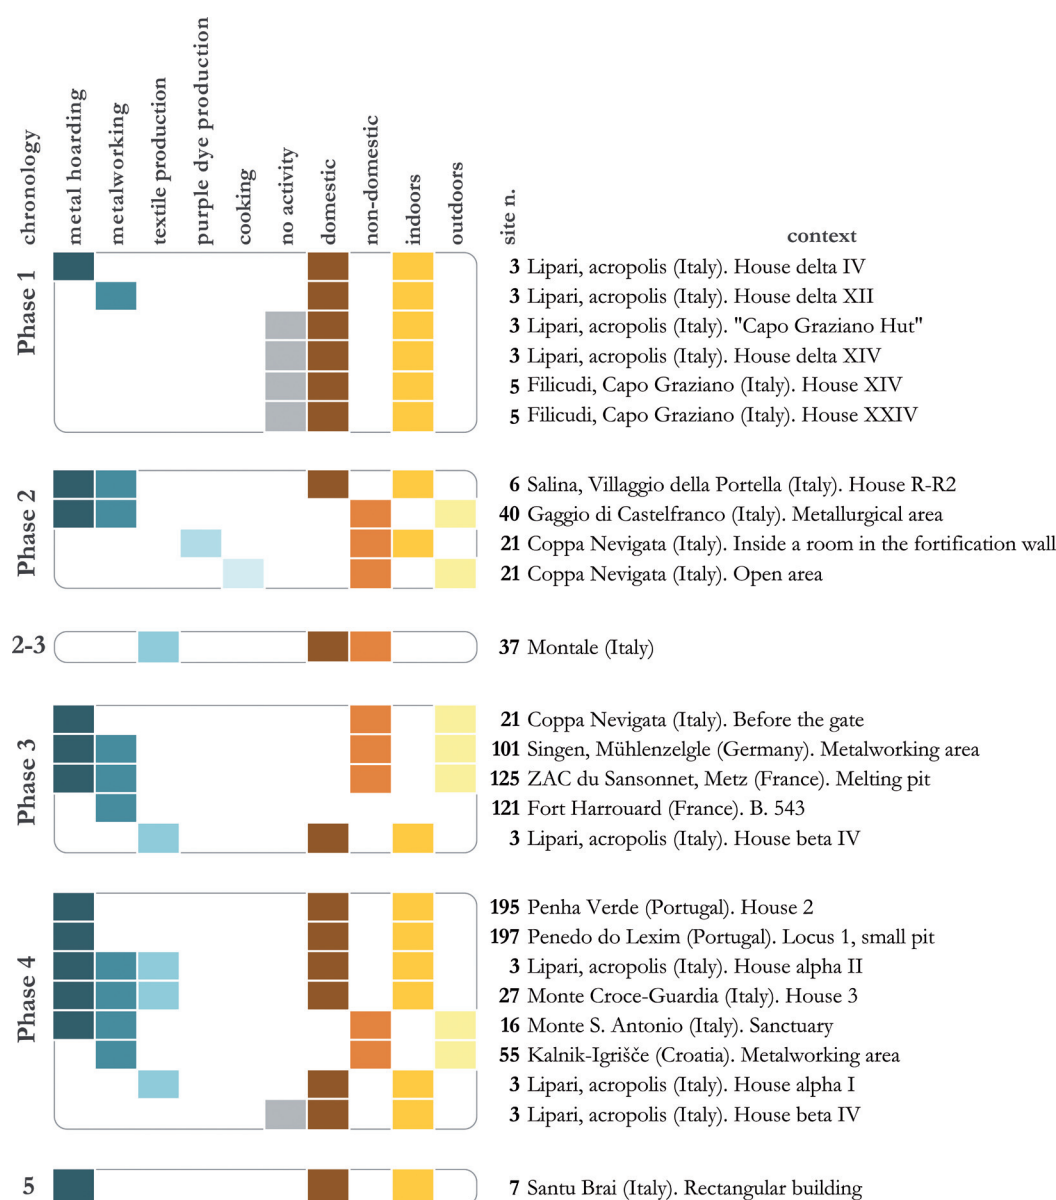 chronology
metal hoarding
metalworking
textile production
purple dye production
cooking
no activity
domestic
non-domestic
indoors
outdoors
site n.
context
Phase 1
3 Lipari, acropolis (Italy). House delta IV
3 Lipari, acropolis (Italy). House delta XII
3 Lipari, acropolis (Italy). "Capo Graziano Hut"
3 Lipari, acropolis (Italy). House delta XIV
5 Filicudi, Capo Graziano (Italy). House XIV
5 Filicudi, Capo Graziano (Italy). House XXIV
Phase 2
6 Salina, Villaggio della Portella (Italy). House R-R2
40 Gaggio di Castelfranco (Italy). Metallurgical area
21 Coppa Nevigata (Italy). Inside a room in the fortification wall
21 Coppa Nevigata (Italy). Open area
2-3
37 Montale (Italy)
Phase 3
21 Coppa Nevigata (Italy). Before the gate
101 Singen, Mühlenzelgle (Germany). Metalworking area
125 ZAC du Sansonnet, Metz (France). Melting pit
121 Fort Harrouard (France). B. 543
3 Lipari, acropolis (Italy). House beta IV
Phase 4
195 Penha Verde (Portugal). House 2
197 Penedo do Lexim (Portugal). Locus 1, small pit
3 Lipari, acropolis (Italy). House alpha II
27 Monte Croce-Guardia (Italy). House 3
16 Monte S. Antonio (Italy). Sanctuary
55 Kalnik-Igrišče (Croatia). Metalworking area
3 Lipari, acropolis (Italy). House alpha I
3 Lipari, acropolis (Italy). House beta IV
5
7 Santu Brai (Italy). Rectangular building